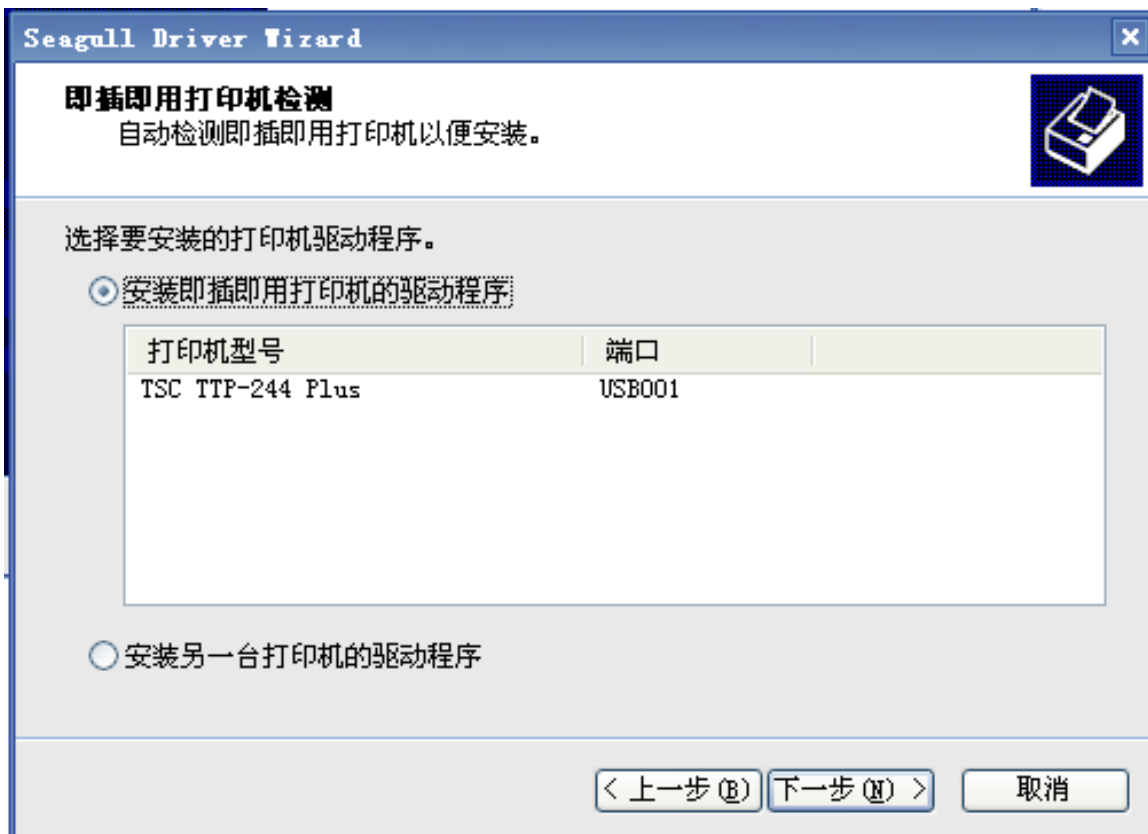 Seagull Driver Wizard
即插即用打印机检测
自动检测即插即用打印机以便安装。
选择要安装的打印机驱动程序。
安装即插即用打印机的驱动程序
打印机型号 端口
TSC TTP-244 Plus USB001
安装另一台打印机的驱动程序
< 上一步(B) 下一步(N) > 取消